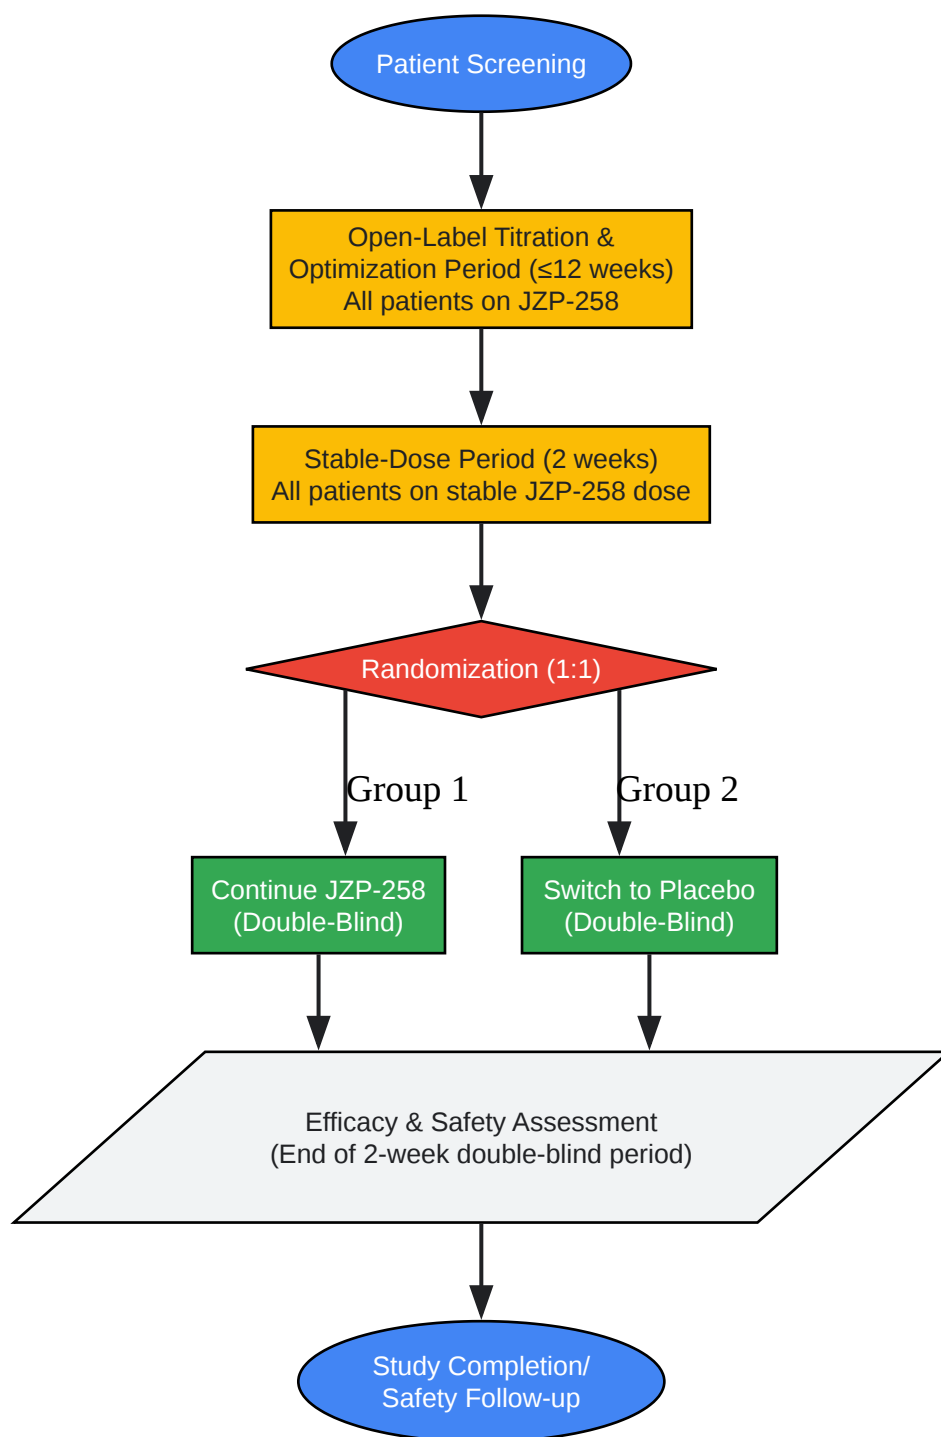 Patient Screening
Open-Label Titration &
Optimization Period (≤12 weeks)
All patients on JZP-258
Stable-Dose Period (2 weeks)
All patients on stable JZP-258 dose
Randomization (1:1)
Group 1
Group 2
Continue JZP-258
(Double-Blind)
Switch to Placebo
(Double-Blind)
Efficacy & Safety Assessment
(End of 2-week double-blind period)
Study Completion/
Safety Follow-up